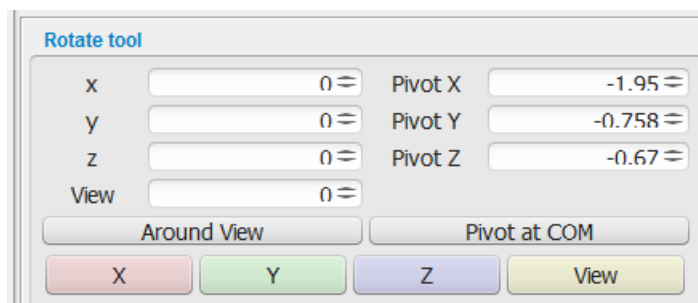 Rotate tool
x 0 Pivot X -1.95
y 0 Pivot Y -0.758
z 0 Pivot Z -0.67
View 0
Around View Pivot at COM
X Y Z View